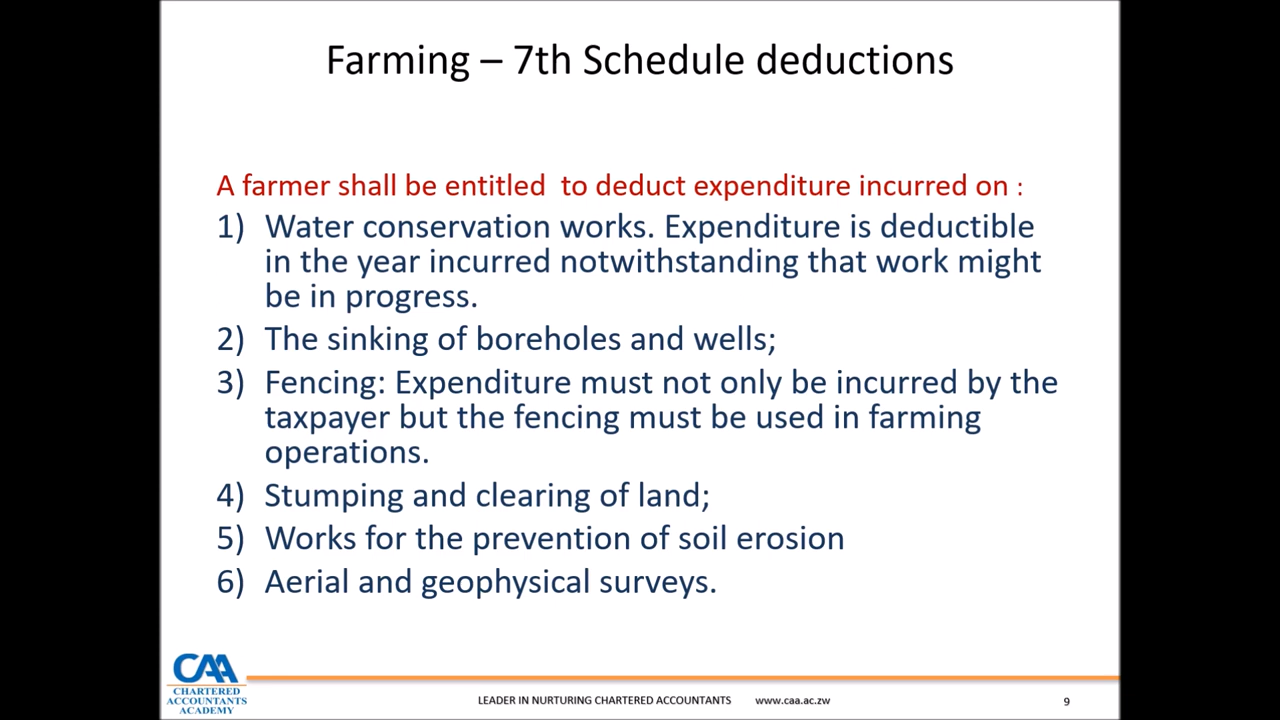 Farming – 7th Schedule deductions
A farmer shall be entitled to deduct expenditure incurred on :
1) Water conservation works. Expenditure is deductible
in the year incurred notwithstanding that work might
be in progress.
2) The sinking of boreholes and wells;
3) Fencing: Expenditure must not only be incurred by the
taxpayer but the fencing must be used in farming
operations.
4) Stumping and clearing of land;
5) Works for the prevention of soil erosion
6) Aerial and geophysical surveys.
CAA
CHARTERED
ACCOUNTANTS
ACADEMY
LEADER IN NURTURING CHARTERED ACCOUNTANTS www.caa.ac.zw
9